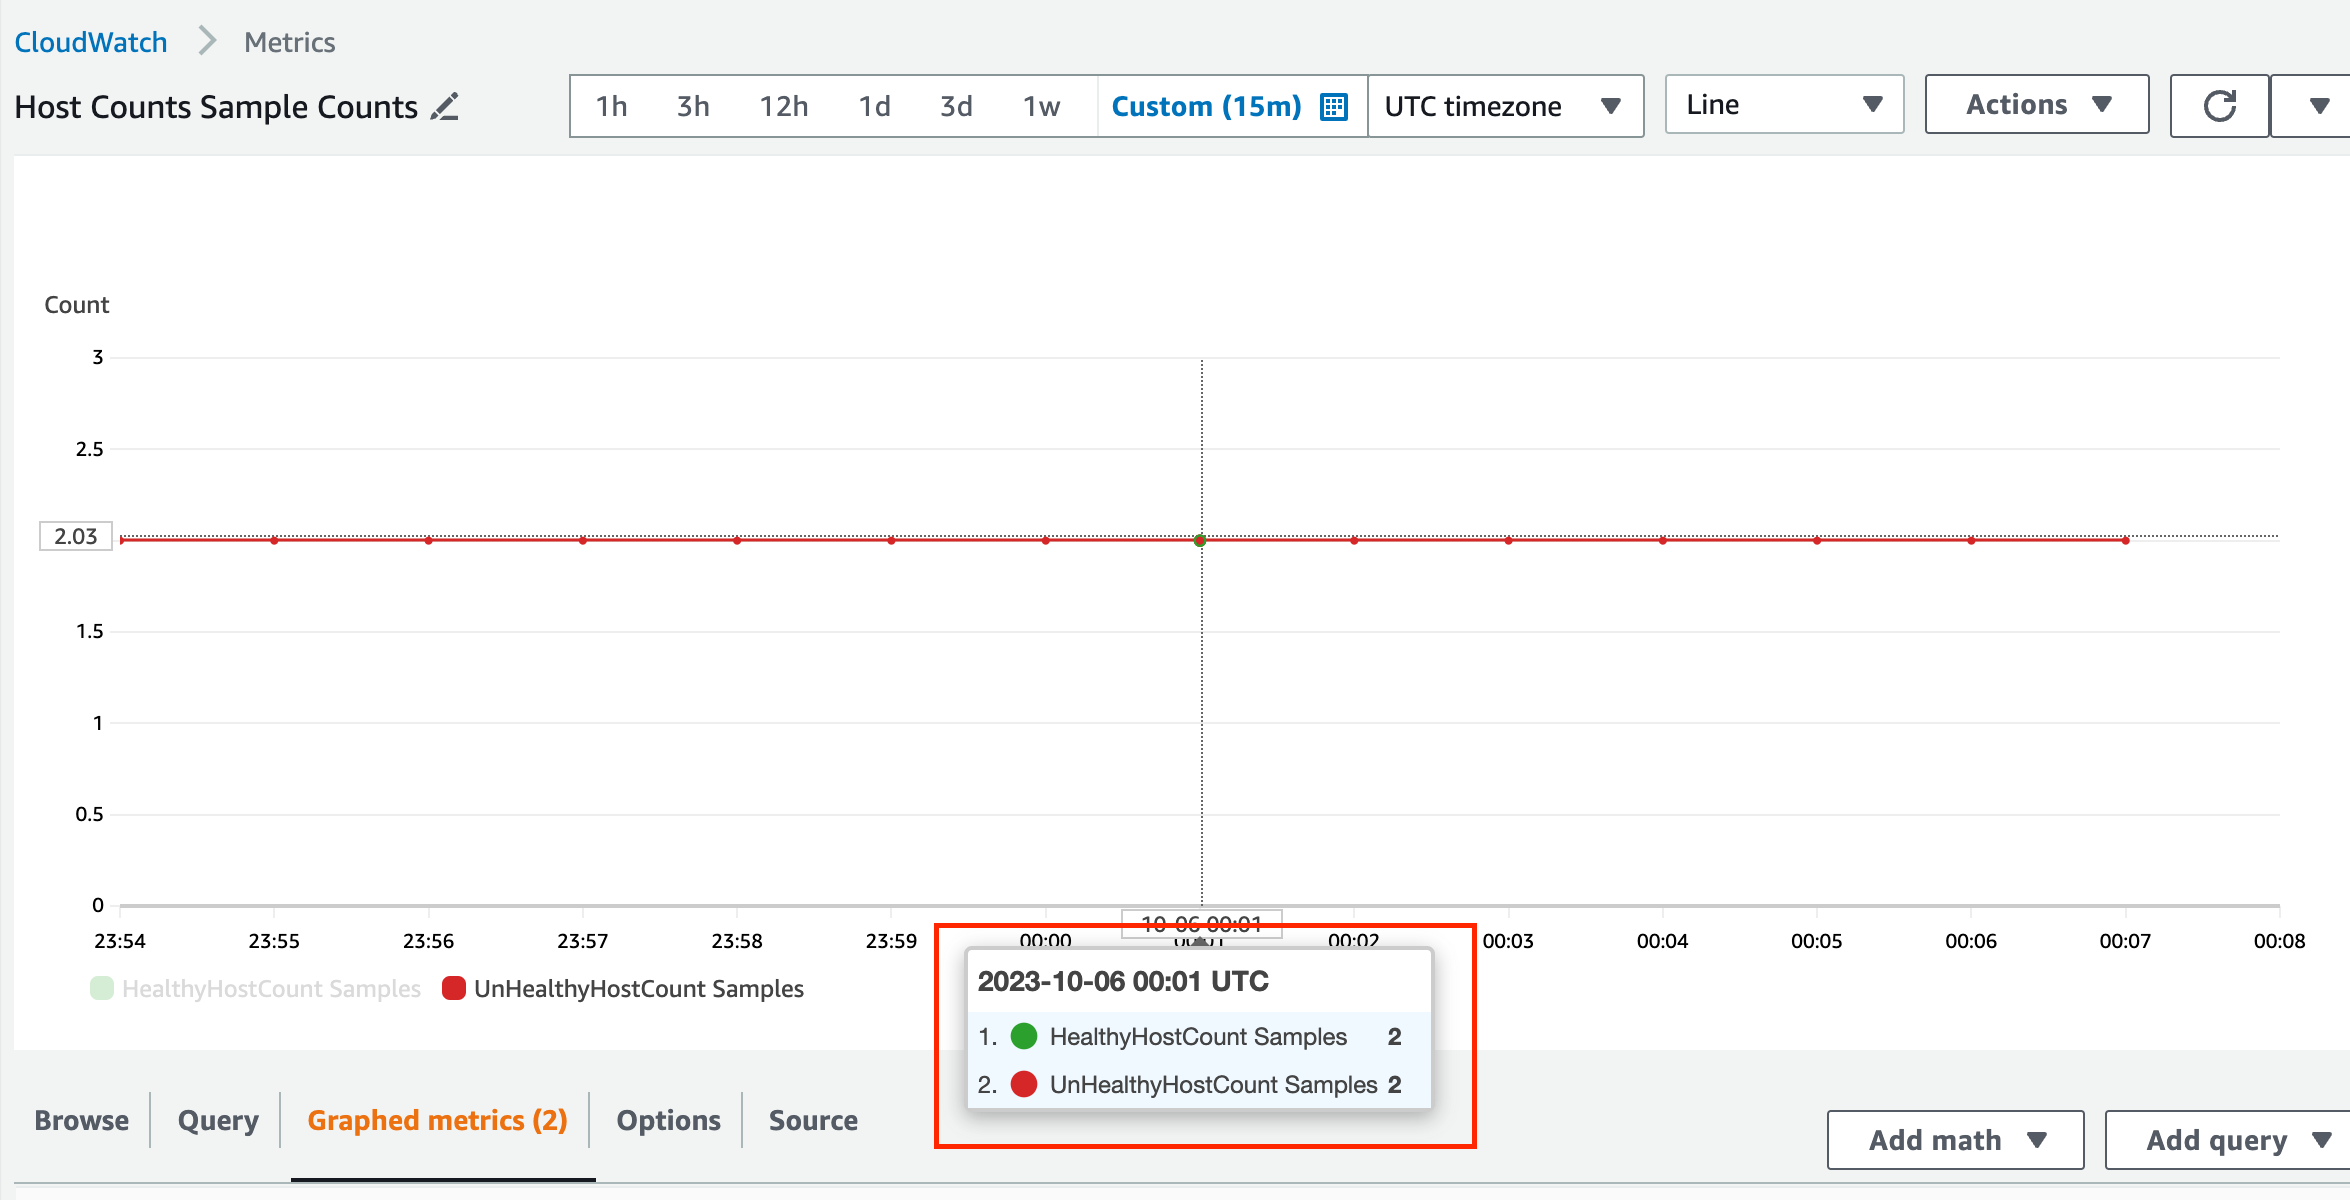 CloudWatch > Metrics
Host Counts Sample Counts
1h 3h 12h 1d 3d 1w Custom (15m) UTC timezone Line Actions
Count
3
2.5
2.03
1.5
1
0.5
0
10-06 00:01
23:54 23:55 23:56 23:57 23:58 23:59 00:00 00:01 00:02 00:03 00:04 00:05 00:06 00:07 00:08
HealthyHostCount Samples UnHealthyHostCount Samples
2023-10-06 00:01 UTC
1. HealthyHostCount Samples 2
2. UnHealthyHostCount Samples 2
Browse Query Graphed metrics (2) Options Source
Add math Add query